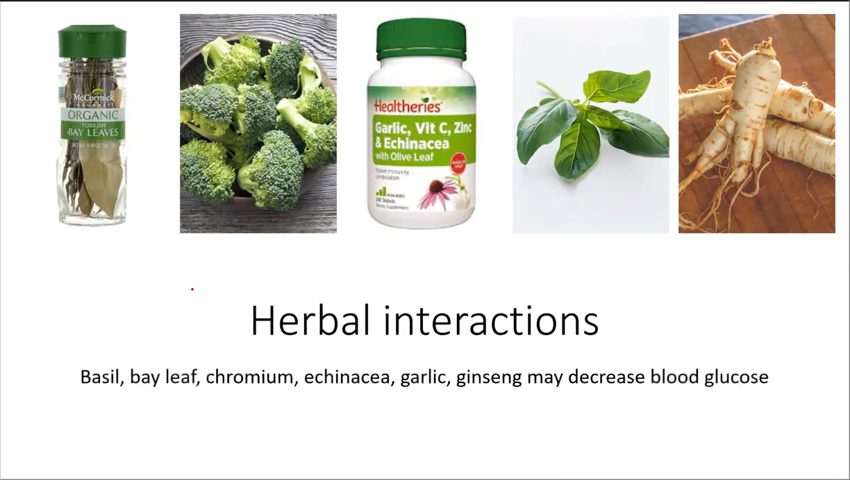 McCormick
ORGANIC
TURKISH
BAY LEAVES
Healtheries
Garlic, Vit C, Zinc
& Echinacea
with Olive Leaf
Herbal interactions
Basil, bay leaf, chromium, echinacea, garlic, ginseng may decrease blood glucose